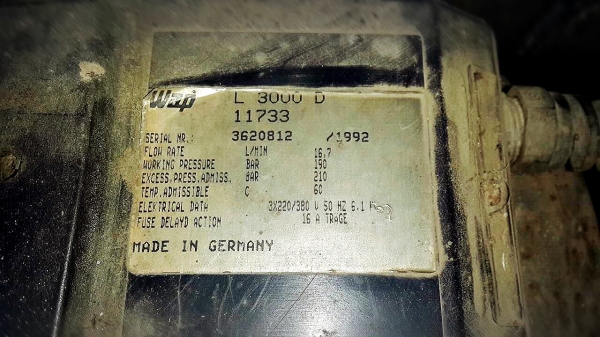 Wap L 3000 D
11733
SERIAL NR.: 3620812 /1992
FLOW RATE L/MIN 16.7
WORKING PRESSURE BAR 190
EXCESS.PRESS.ADMISS. BAR 210
TEMP.ADMISSIBLE C 60
ELEKTRICAL DATA 3X220/380 V 50 HZ 6.1
FUSE DELAYD ACTION 16 A TRAGE
MADE IN GERMANY